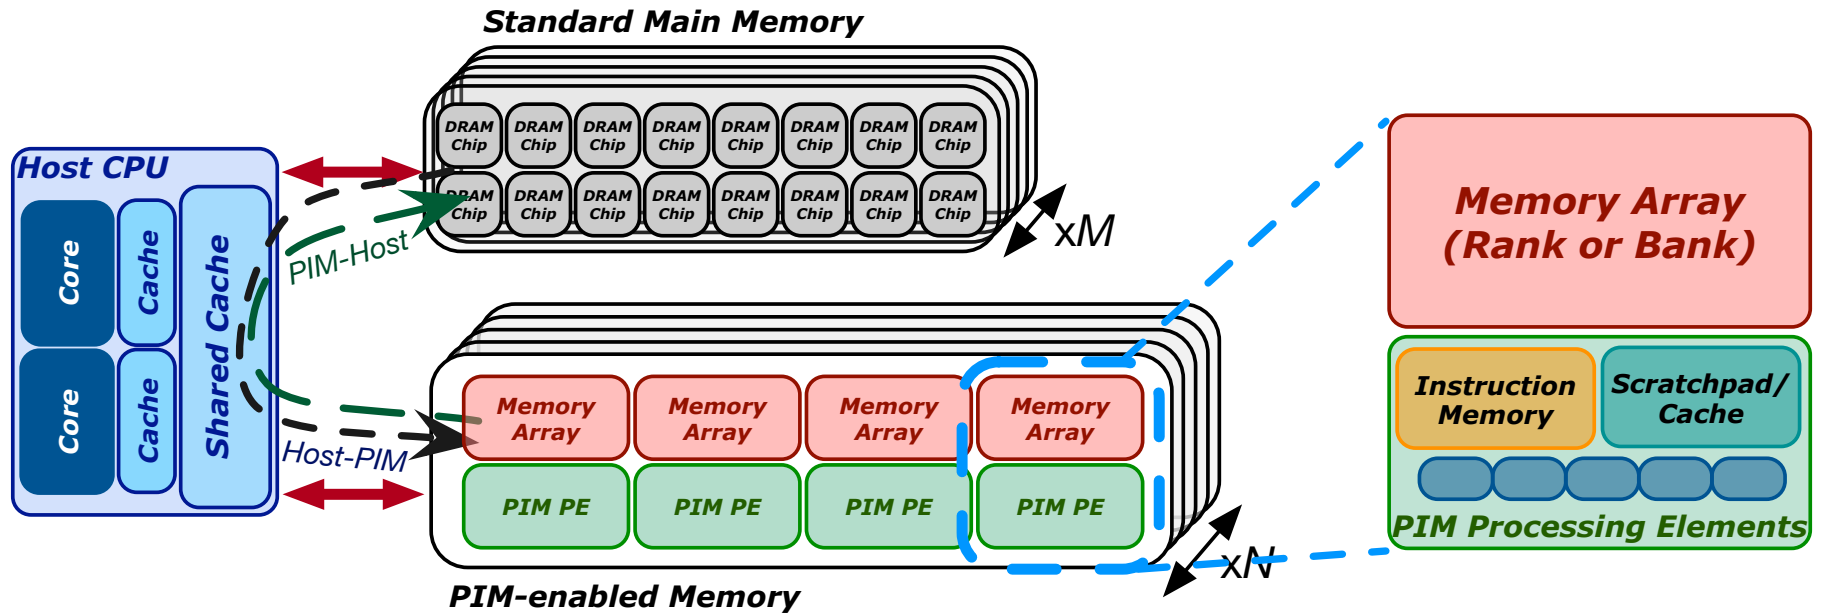 Standard Main Memory
DRAM Chip DRAM Chip DRAM Chip DRAM Chip DRAM Chip DRAM Chip DRAM Chip DRAM Chip
DRAM Chip DRAM Chip DRAM Chip DRAM Chip DRAM Chip DRAM Chip DRAM Chip DRAM Chip
xM
Host CPU
Core
Cache
Core
Cache
Shared Cache
PIM-Host
Host-PIM
Memory Array Memory Array Memory Array Memory Array
PIM PE PIM PE PIM PE PIM PE
xN
PIM-enabled Memory
Memory Array
(Rank or Bank)
Instruction
Memory
Scratchpad/
Cache
PIM Processing Elements